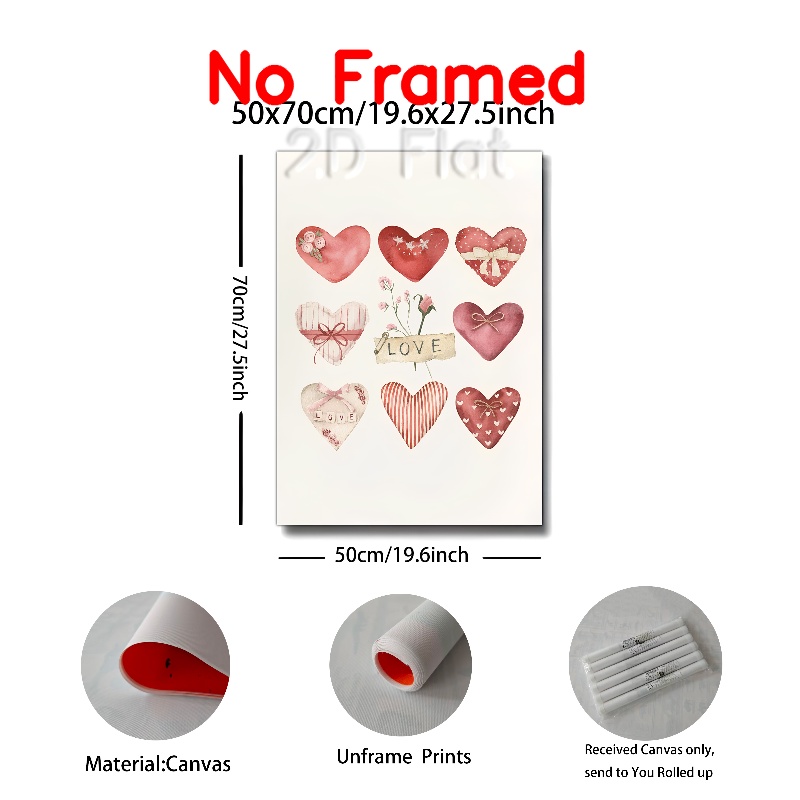 No Framed
50x70cm/19.6x27.5inch
2D Flat
70cm/27.5inch
LOVE
LOVE
50cm/19.6inch
Material:Canvas
Unframe Prints
Received Canvas only,
send to You Rolled up